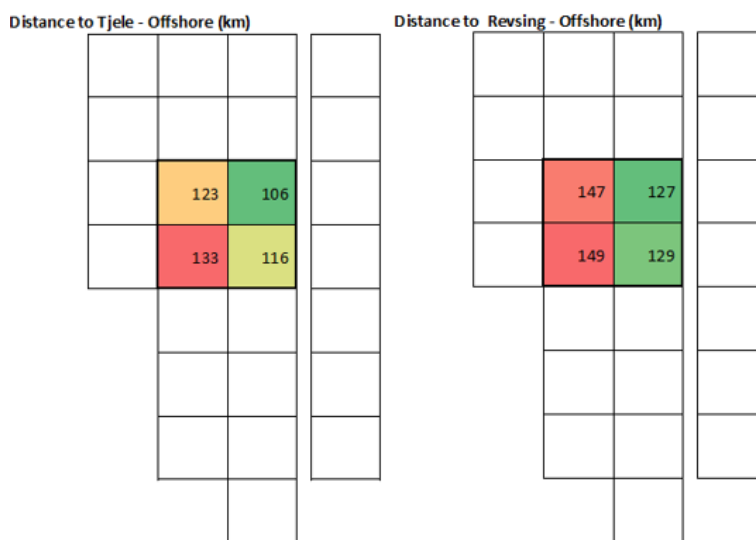 Distance to Tjele - Offshore (km)
123 106
133 116
Distance to Revsing - Offshore (km)
147 127
149 129